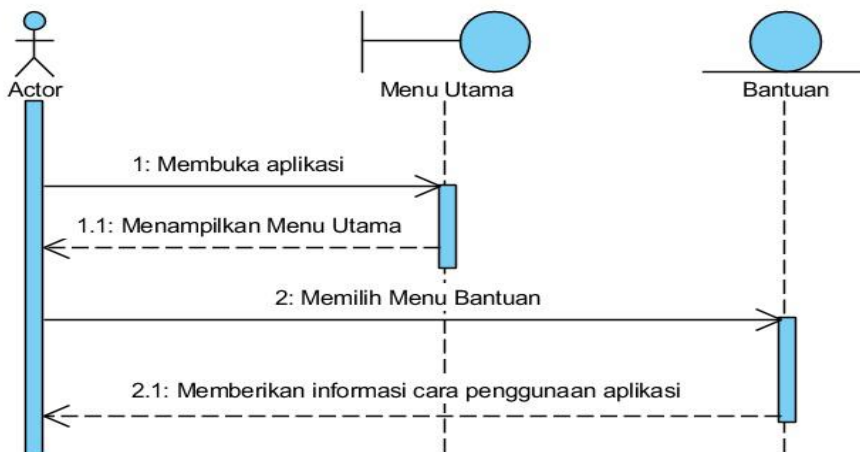 Actor
Menu Utama
Bantuan
1: Membuka aplikasi
1.1: Menampilkan Menu Utama
2: Memilih Menu Bantuan
2.1: Memberikan informasi cara penggunaan aplikasi